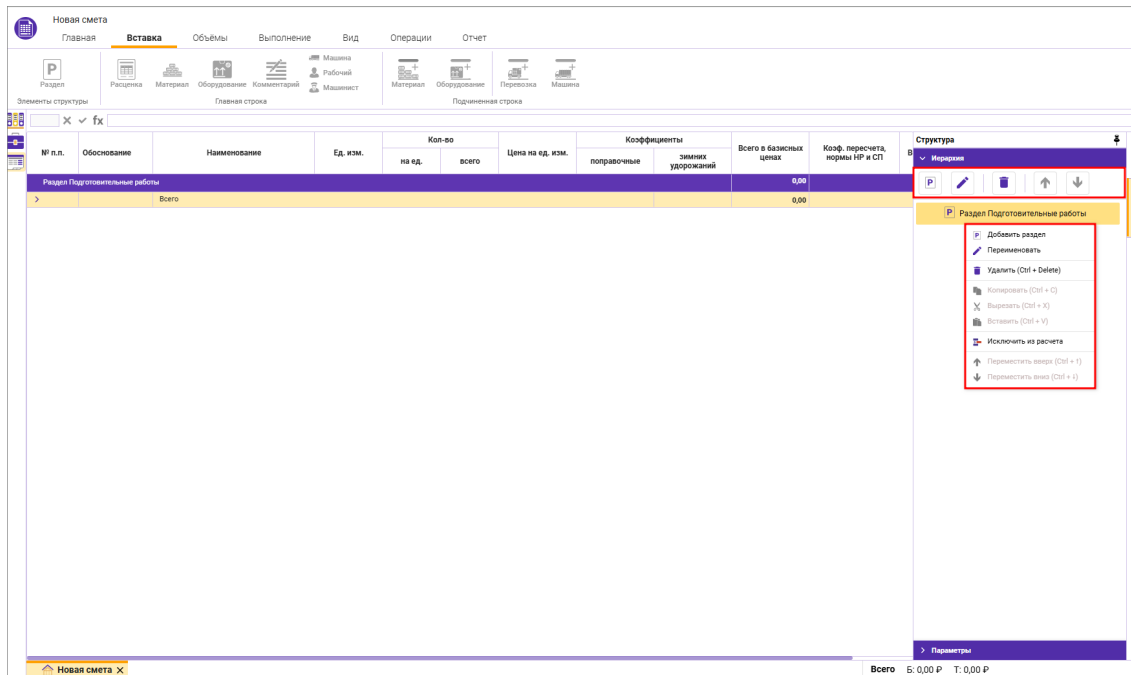 Новая смета
Главная Вставка Объёмы Выполнение Вид Операции Отчет
Р
Раздел
Расценка Материал Оборудование Комментарий
Машина
Рабочий
Машинист
Материал Оборудование Перевозка Машина
Элементы структуры Главная строка Подчиненная строка
fx
№ п.п. Обоснование Наименование Ед. изм. Кол-во на ед. всего Цена на ед. изм. Коэффициенты поправочные зимних удорожаний Всего в базисных ценах Коэф. пересчета, нормы НР и СП В
Раздел Подготовительные работы 0,00
Всего 0,00
Структура
Иерархия
Р
Р Раздел Подготовительные работы
Р Добавить раздел
Переименовать
Удалить (Ctrl + Delete)
Копировать (Ctrl + C)
Вырезать (Ctrl + X)
Вставить (Ctrl + V)
Исключить из расчета
Переместить вверх (Ctrl + ↑)
Переместить вниз (Ctrl + ↓)
Параметры
Новая смета X
Всего Б: 0,00 ₽ Т: 0,00 ₽